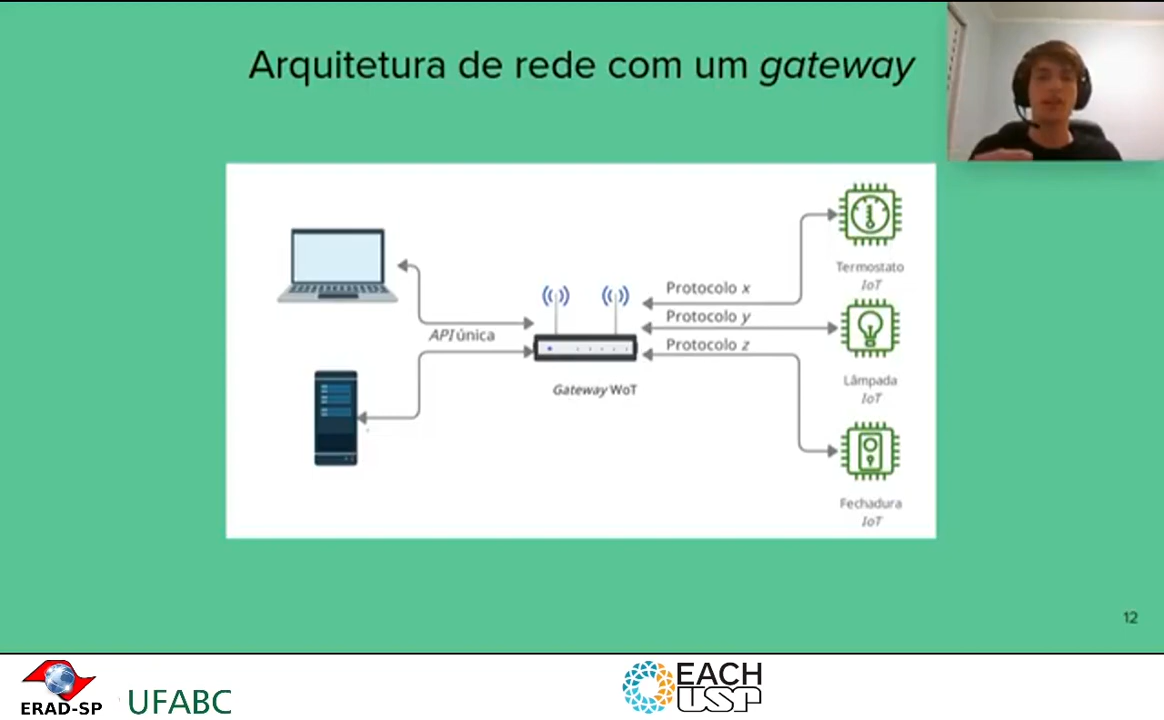 Arquitetura de rede com um gateway
Protocolo x
Termostato
IoT
Protocolo y
API única
Protocolo z
Gateway WoT
Lâmpada
IoT
Fechadura
IoT
12
ERAD-SP
UFABC
EACH
USP